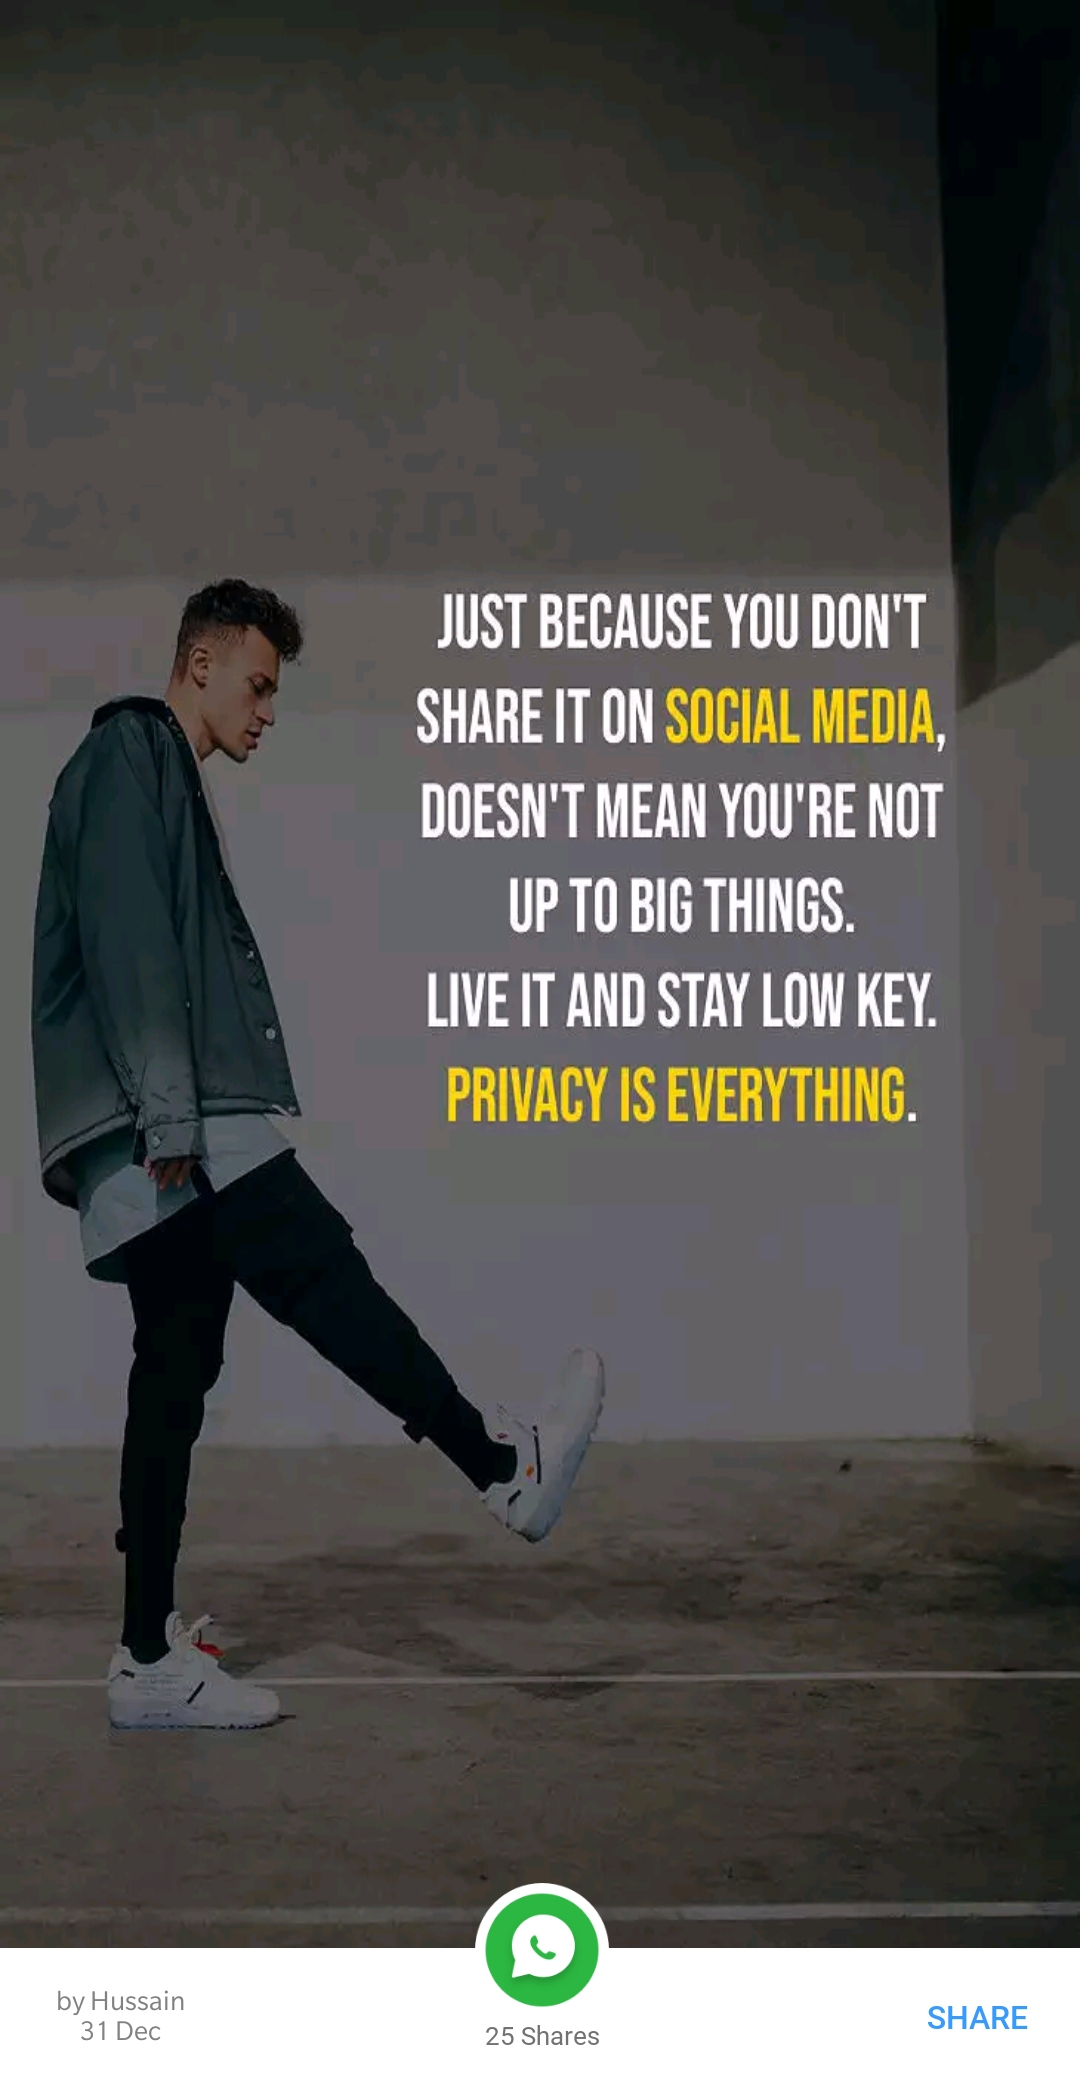 JUST BECAUSE YOU DON'T
SHARE IT ON SOCIAL MEDIA,
DOESN'T MEAN YOU'RE NOT
UP TO BIG THINGS.
LIVE IT AND STAY LOW KEY.
PRIVACY IS EVERYTHING.
by Hussain
31 Dec
25 Shares
SHARE